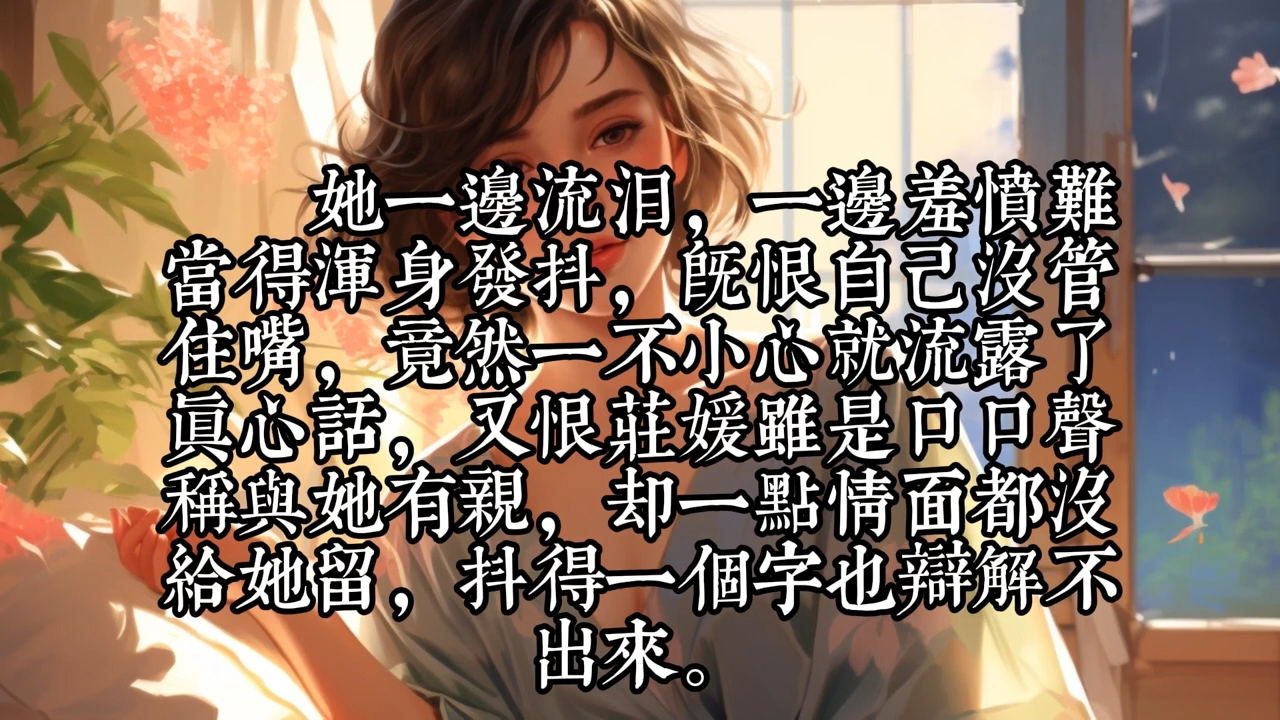 她一邊流泪，一邊羞憤難
當得渾身發抖，既恨自己沒管
住嘴，竟然一不小心就流露了
眞心話，又恨莊媛雖是口口聲
稱與她有親，却一點情面都沒
給她留，抖得一個字也辯解不
出來。